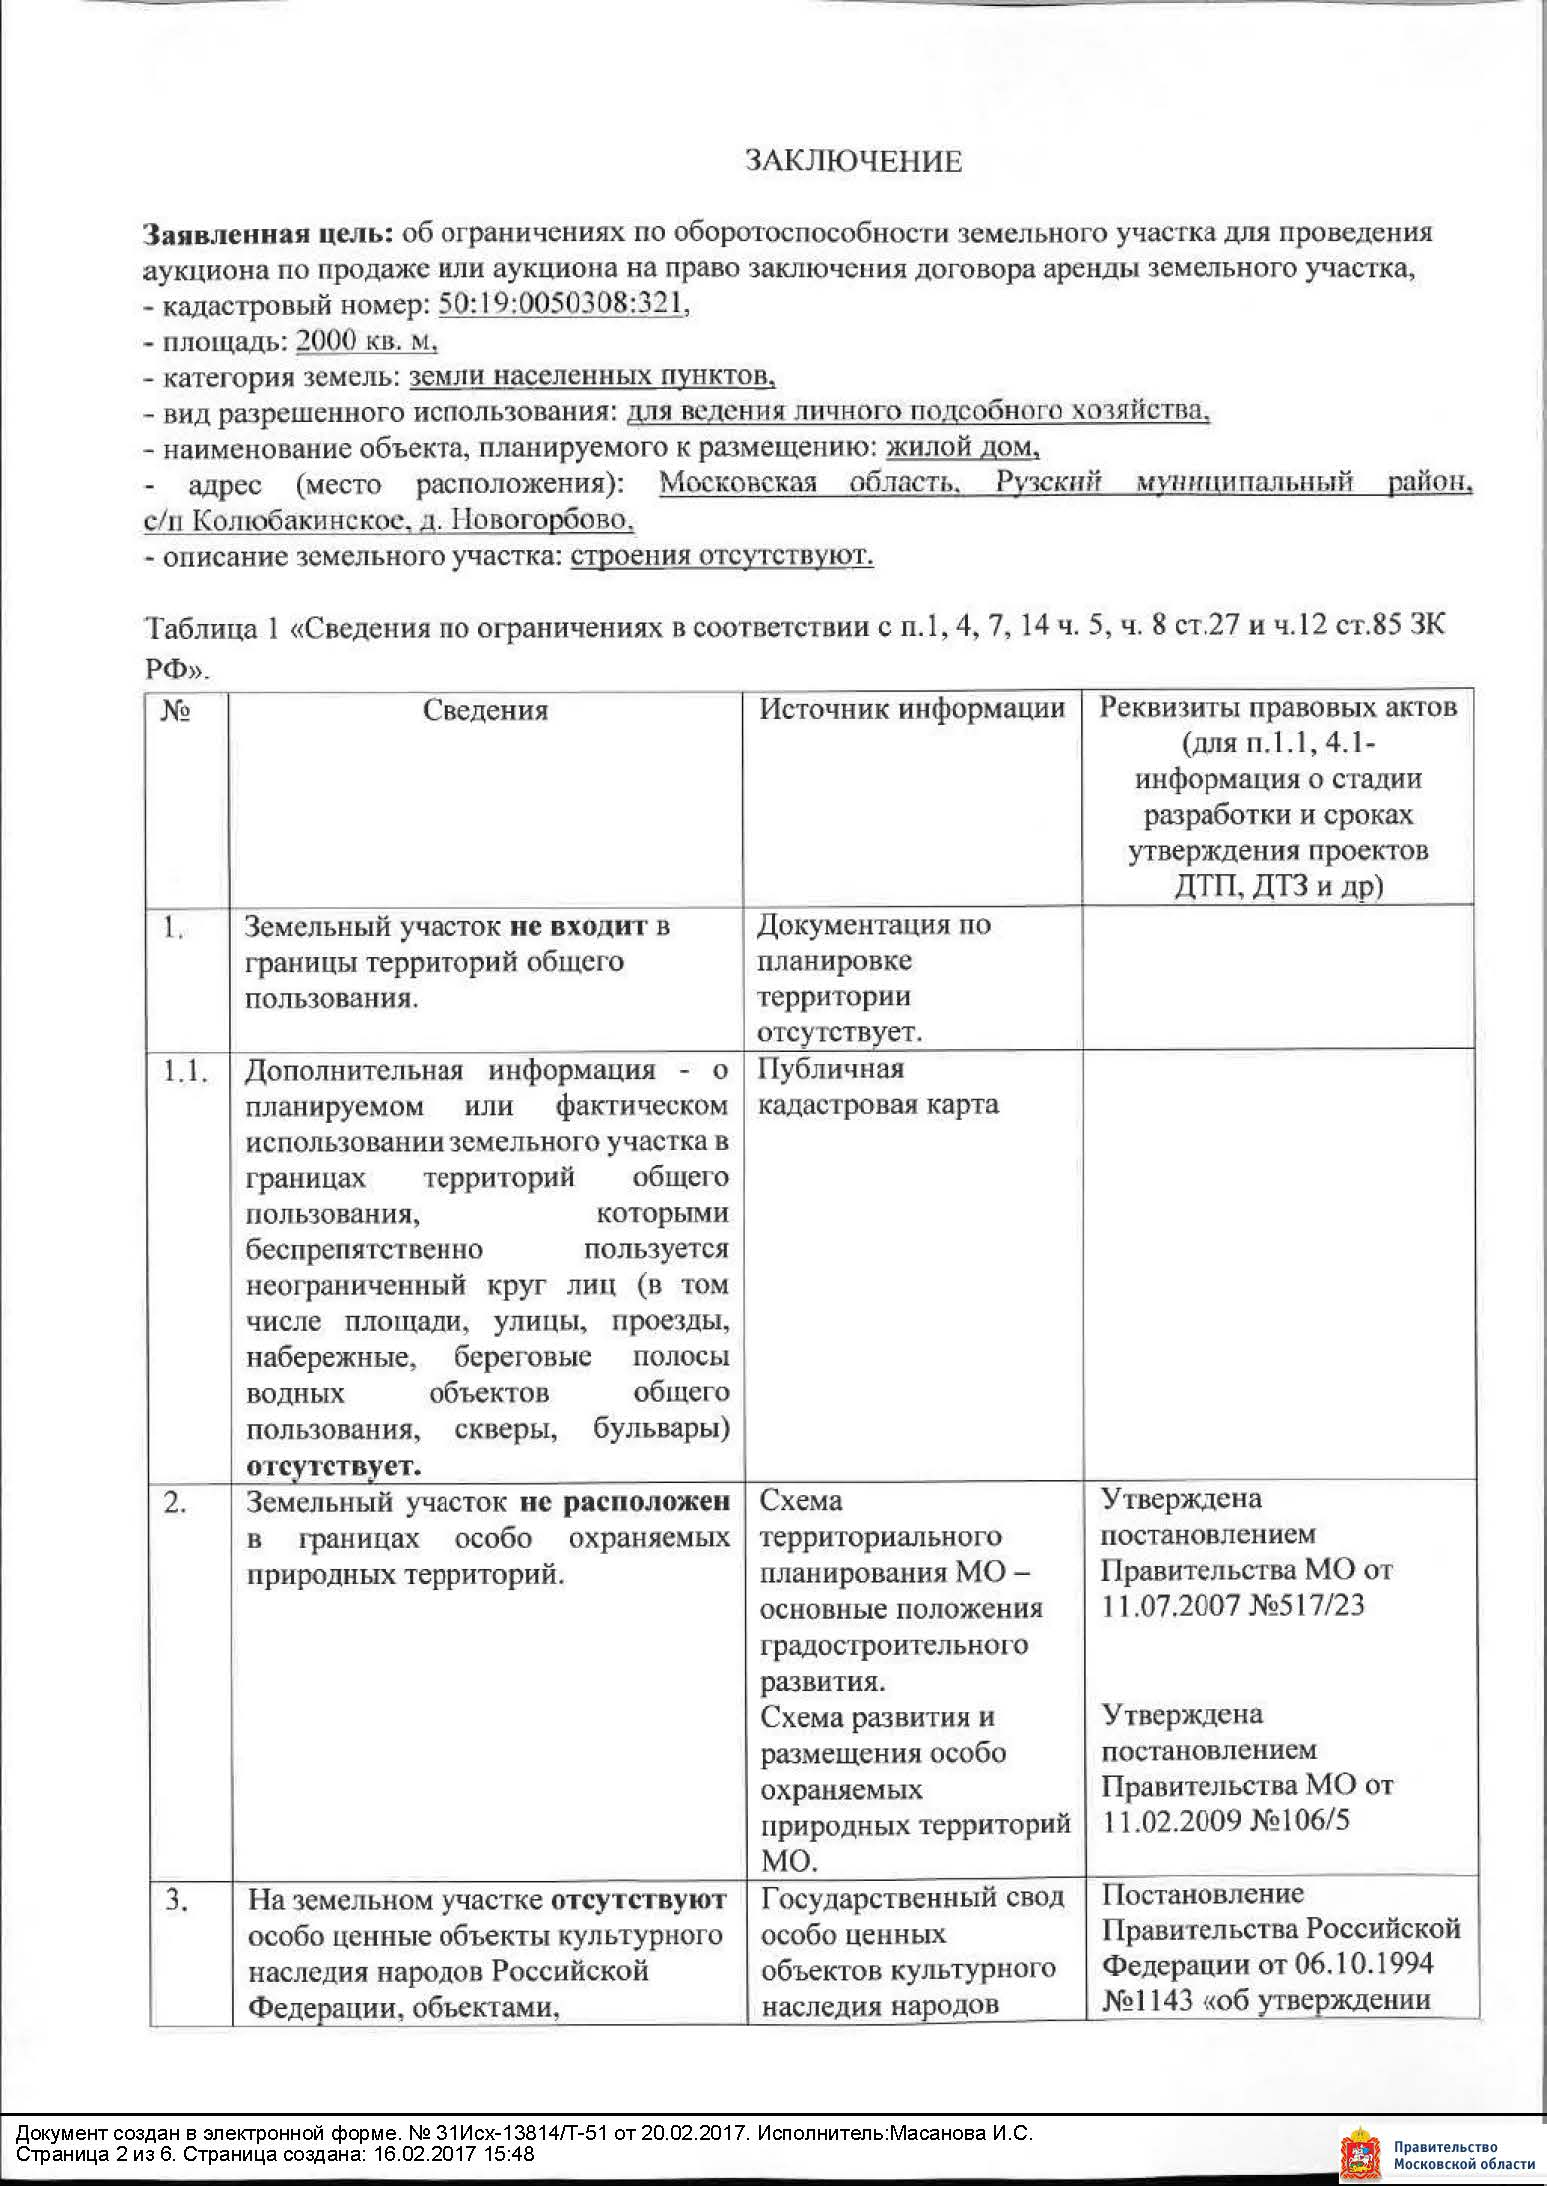 ЗАКЛЮЧЕНИЕ
Заявленная цель: об ограничениях по оборотоспособности земельного участка для проведения
аукциона по продаже или аукциона на право заключения договора аренды земельного участка,
- кадастровый номер: 50:19:0050308:321,
- площадь: 2000 кв. м,
- категория земель: земли населенных пунктов,
- вид разрешенного использования: для ведения личного подсобного хозяйства,
- наименование объекта, планируемого к размещению: жилой дом,
- адрес (место расположения): Московская область, Рузский муниципальный район,
с/п Колюбакинское, д. Новогорбово,
- описание земельного участка: строения отсутствуют.
Таблица 1 «Сведения по ограничениях в соответствии с п.1, 4, 7, 14 ч. 5, ч. 8 ст.27 и ч.12 ст.85 ЗК
РФ».
№
Сведения
Источник информации
Реквизиты правовых актов
(для п.1.1, 4.1-
информация о стадии
разработки и сроках
утверждения проектов
ДТП, ДТЗ и др)
1.
Земельный участок не входит в
границы территорий общего
пользования.
Документация по
планировке
территории
отсутствует.
1.1.
Дополнительная информация - о
планируемом или фактическом
использовании земельного участка в
границах территорий общего
пользования, которыми
беспрепятственно пользуется
неограниченный круг лиц (в том
числе площади, улицы, проезды,
набережные, береговые полосы
водных объектов общего
пользования, скверы, бульвары)
отсутствует.
Публичная
кадастровая карта
2.
Земельный участок не расположен
в границах особо охраняемых
природных территорий.
Схема
территориального
планирования МО –
основные положения
градостроительного
развития.
Схема развития и
размещения особо
охраняемых
природных территорий
МО.
Утверждена
постановлением
Правительства МО от
11.07.2007 №517/23
Утверждена
постановлением
Правительства МО от
11.02.2009 №106/5
3.
На земельном участке отсутствуют
особо ценные объекты культурного
наследия народов Российской
Федерации, объектами,
Государственный свод
особо ценных
объектов культурного
наследия народов
Постановление
Правительства Российской
Федерации от 06.10.1994
№1143 «об утверждении
Документ создан в электронной форме. № 31Исх-13814/Т-51 от 20.02.2017. Исполнитель:Масанова И.С.
Страница 2 из 6. Страница создана: 16.02.2017 15:48
Правительство
Московской области